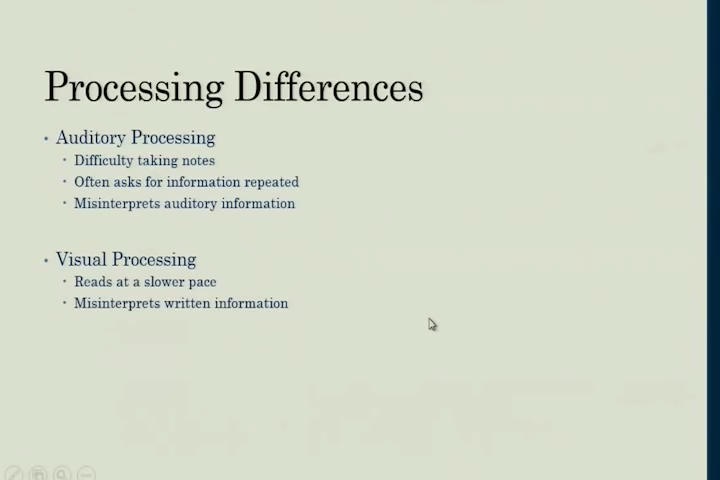 Processing Differences
• Auditory Processing
• Difficulty taking notes
• Often asks for information repeated
• Misinterprets auditory information
• Visual Processing
• Reads at a slower pace
• Misinterprets written information